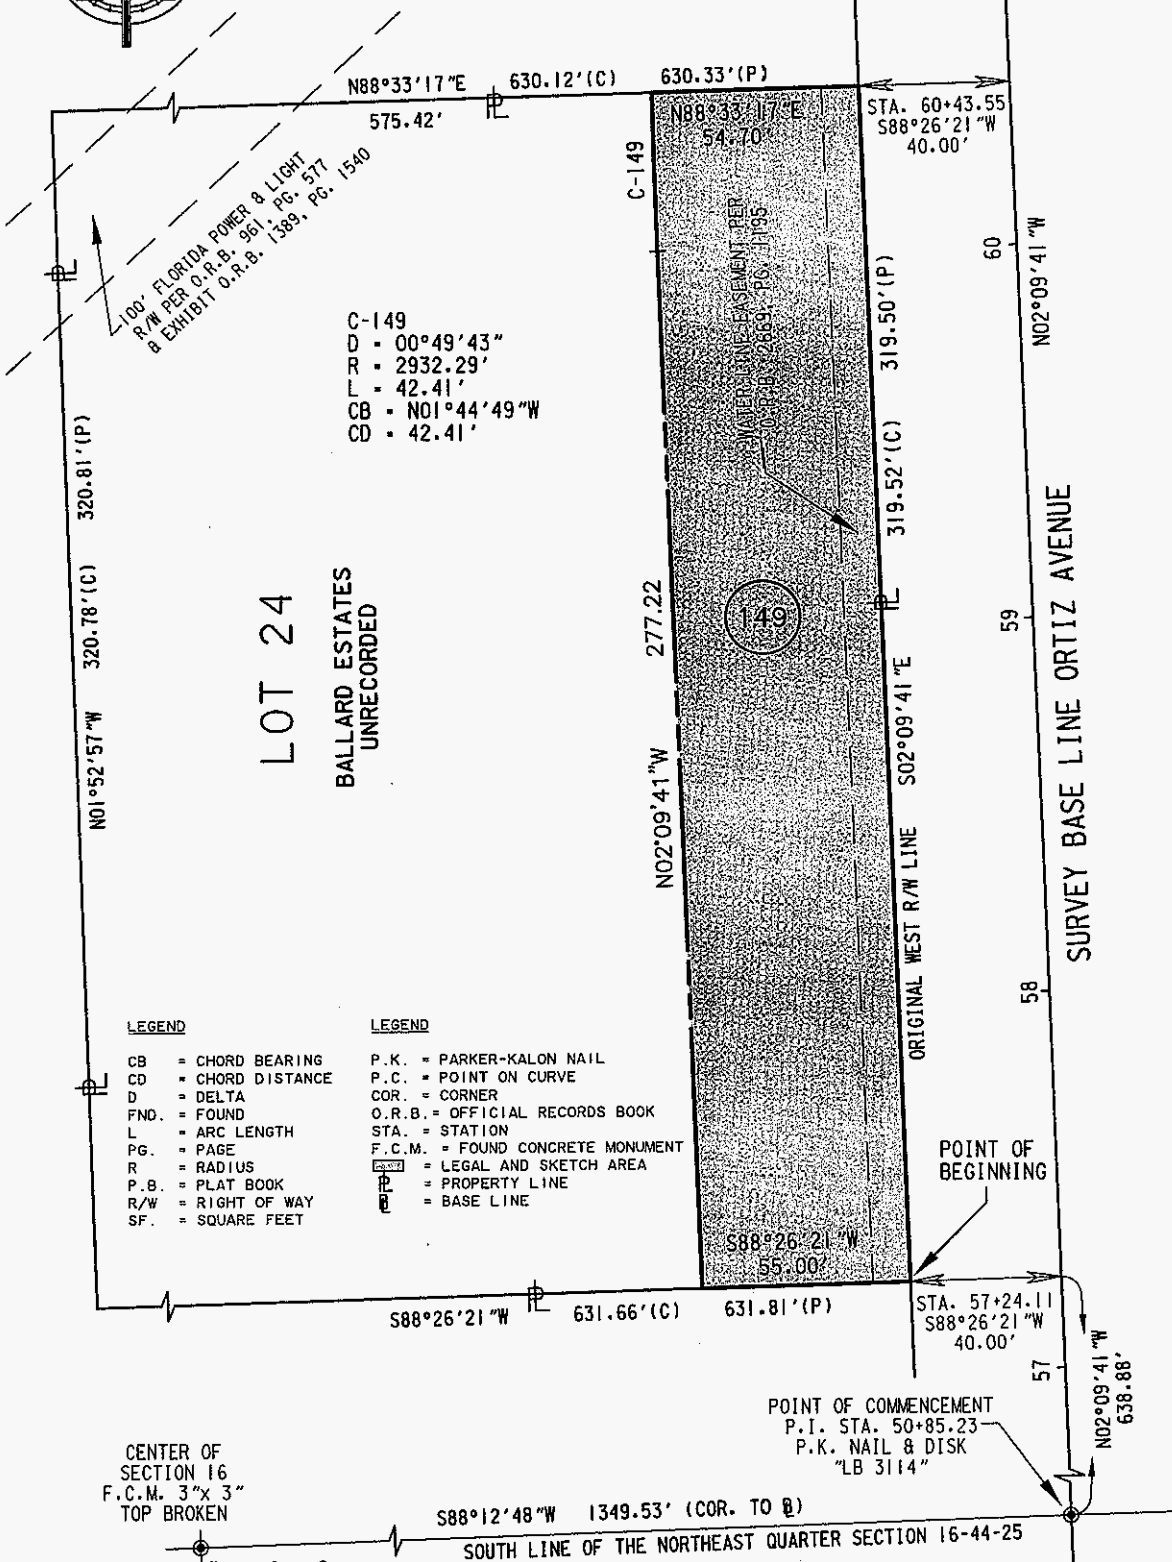 N88°33'17"E 630.12'(C) 630.33'(P)
575.42'
N88°33'17"E
54.70'
STA. 60+43.55
S88°26'21"W
40.00'
C-149
100' FLORIDA POWER & LIGHT
R/W PER O.R.B. 961, PG. 577
& EXHIBIT O.R.B. 1389, PG. 1540
WATER LINE EASEMENT PER
O.R.B. 2669, PG. 1195
60
N02°09'41"W
319.50'(P)
319.52'(C)
C-149
D = 00°49'43"
R = 2932.29'
L = 42.41'
CB = N01°44'49"W
CD = 42.41'
320.81'(P)
320.78'(C)
N01°52'57"W
LOT 24
BALLARD ESTATES
UNRECORDED
277.22
N02°09'41"W
149
59
SURVEY BASE LINE ORTIZ AVENUE
S02°09'41"E
ORIGINAL WEST R/W LINE
58
LEGEND
CB = CHORD BEARING
CD = CHORD DISTANCE
D = DELTA
FND. = FOUND
L = ARC LENGTH
PG. = PAGE
R = RADIUS
P.B. = PLAT BOOK
R/W = RIGHT OF WAY
SF. = SQUARE FEET
LEGEND
P.K. = PARKER-KALON NAIL
P.C. = POINT ON CURVE
COR. = CORNER
O.R.B. = OFFICIAL RECORDS BOOK
STA. = STATION
F.C.M. = FOUND CONCRETE MONUMENT
= LEGAL AND SKETCH AREA
PL = PROPERTY LINE
BL = BASE LINE
POINT OF
BEGINNING
S88°26'21"W
55.00'
S88°26'21"W 631.66'(C) 631.81'(P)
STA. 57+24.11
S88°26'21"W
40.00'
57
N02°09'41"W
638.88'
POINT OF COMMENCEMENT
P.I. STA. 50+85.23
P.K. NAIL & DISK
"LB 3114"
CENTER OF
SECTION 16
F.C.M. 3"x 3"
TOP BROKEN
S88°12'48"W 1349.53' (COR. TO BL)
SOUTH LINE OF THE NORTHEAST QUARTER SECTION 16-44-25